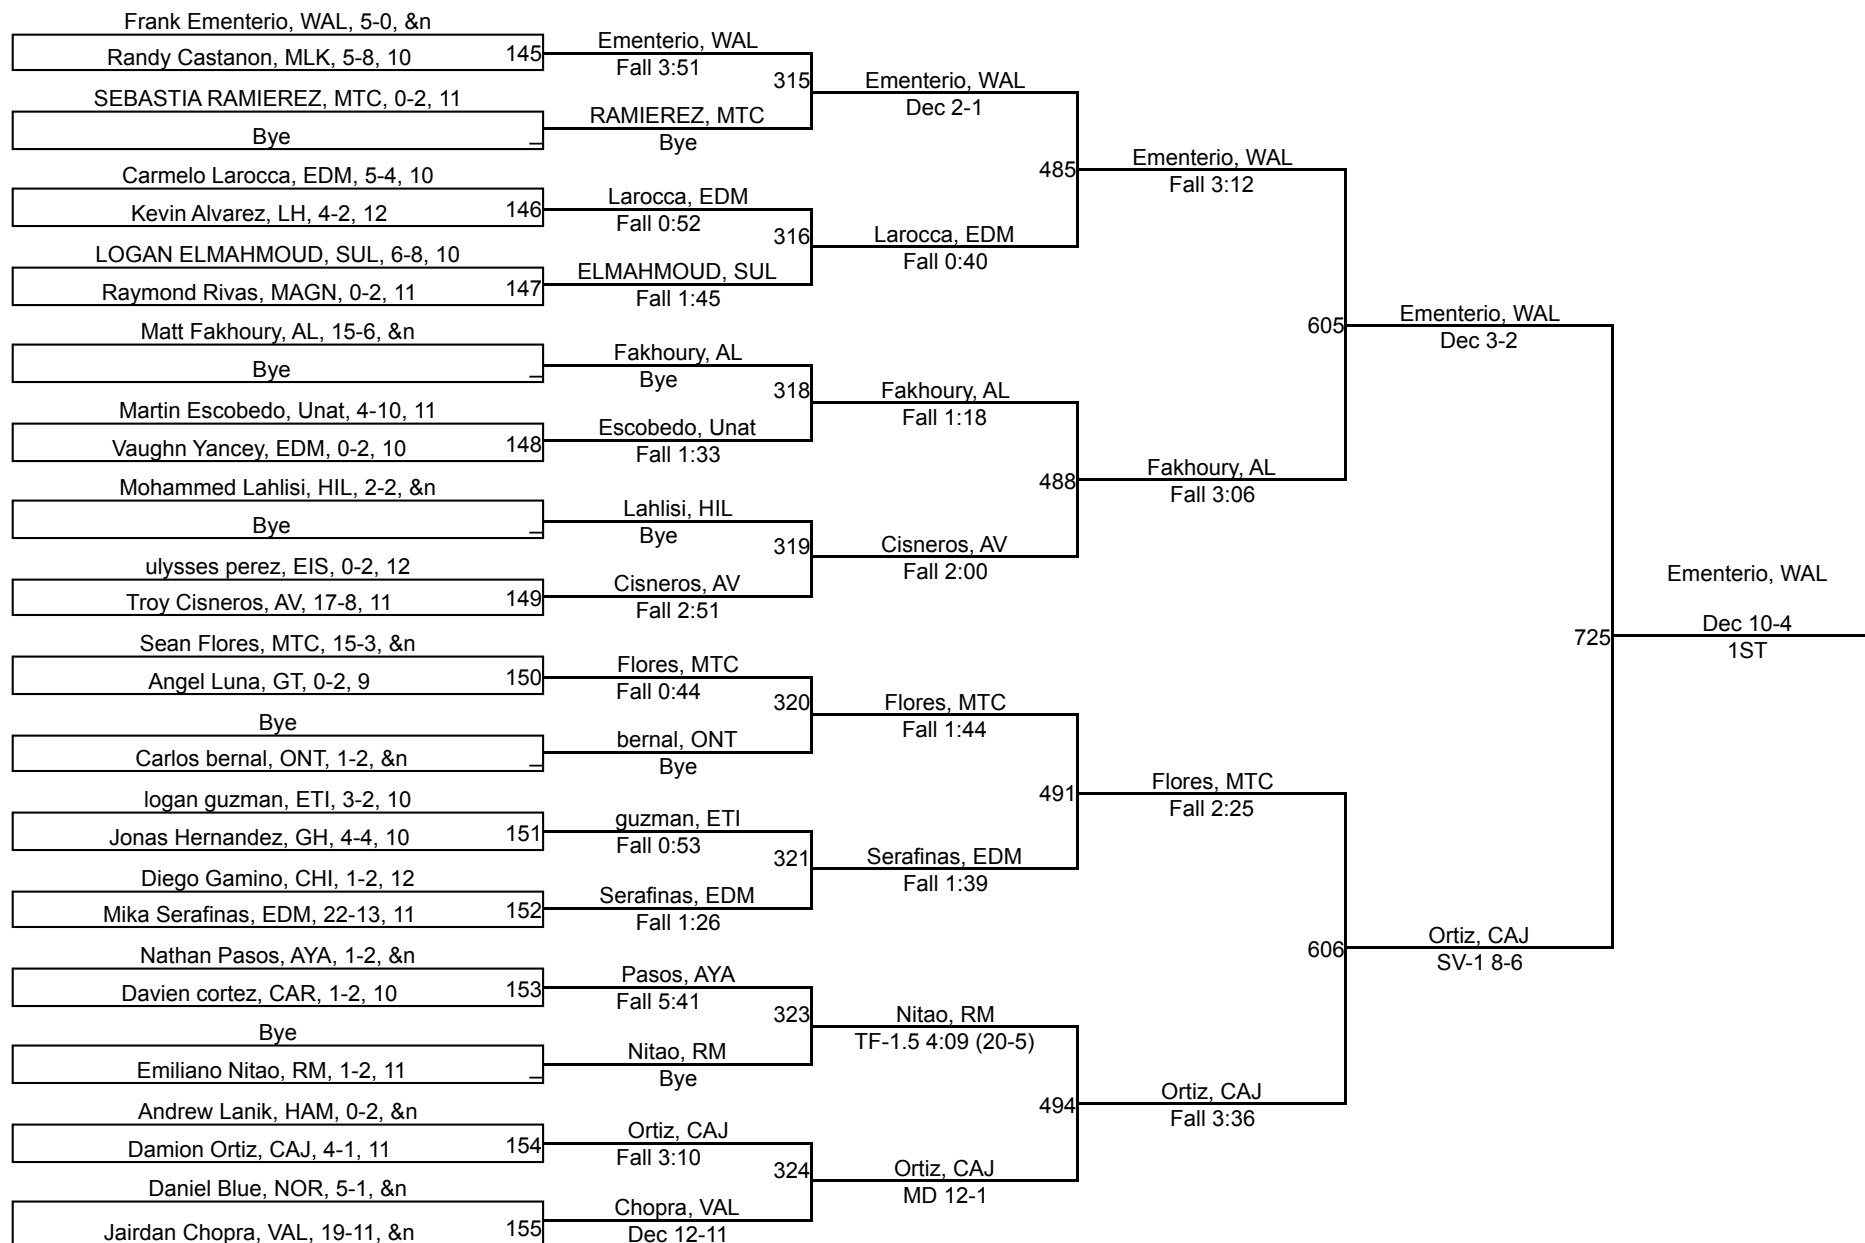 Frank Ementerio, WAL, 5-0, &n
Randy Castanon, MLK, 5-8, 10
145
SEBASTIA RAMIEREZ, MTC, 0-2, 11
Bye
_
Carmelo Larocca, EDM, 5-4, 10
Kevin Alvarez, LH, 4-2, 12
146
LOGAN ELMAHMOUD, SUL, 6-8, 10
Raymond Rivas, MAGN, 0-2, 11
147
Matt Fakhoury, AL, 15-6, &n
Bye
_
Martin Escobedo, Unat, 4-10, 11
Vaughn Yancey, EDM, 0-2, 10
148
Mohammed Lahlisi, HIL, 2-2, &n
Bye
_
ulysses perez, EIS, 0-2, 12
Troy Cisneros, AV, 17-8, 11
149
Sean Flores, MTC, 15-3, &n
Angel Luna, GT, 0-2, 9
150
Bye
Carlos bernal, ONT, 1-2, &n
_
logan guzman, ETI, 3-2, 10
Jonas Hernandez, GH, 4-4, 10
151
Diego Gamino, CHI, 1-2, 12
Mika Serafinas, EDM, 22-13, 11
152
Nathan Pasos, AYA, 1-2, &n
Davien cortez, CAR, 1-2, 10
153
Bye
Emiliano Nitao, RM, 1-2, 11
_
Andrew Lanik, HAM, 0-2, &n
Damion Ortiz, CAJ, 4-1, 11
154
Daniel Blue, NOR, 5-1, &n
Jairdan Chopra, VAL, 19-11, &n
155
Ementerio, WAL
Fall 3:51
315
RAMIEREZ, MTC
Bye
Larocca, EDM
Fall 0:52
316
ELMAHMOUD, SUL
Fall 1:45
Fakhoury, AL
Bye
318
Escobedo, Unat
Fall 1:33
Lahlisi, HIL
Bye
319
Cisneros, AV
Fall 2:51
Flores, MTC
Fall 0:44
320
bernal, ONT
Bye
guzman, ETI
Fall 0:53
321
Serafinas, EDM
Fall 1:26
Pasos, AYA
Fall 5:41
323
Nitao, RM
Bye
Ortiz, CAJ
Fall 3:10
324
Chopra, VAL
Dec 12-11
Ementerio, WAL
Dec 2-1
485
Larocca, EDM
Fall 0:40
Fakhoury, AL
Fall 1:18
488
Cisneros, AV
Fall 2:00
Flores, MTC
Fall 1:44
491
Serafinas, EDM
Fall 1:39
Nitao, RM
TF-1.5 4:09 (20-5)
494
Ortiz, CAJ
MD 12-1
Ementerio, WAL
Fall 3:12
605
Fakhoury, AL
Fall 3:06
Flores, MTC
Fall 2:25
606
Ortiz, CAJ
Fall 3:36
Ementerio, WAL
Dec 3-2
725
Ortiz, CAJ
SV-1 8-6
Ementerio, WAL
Dec 10-4
1ST